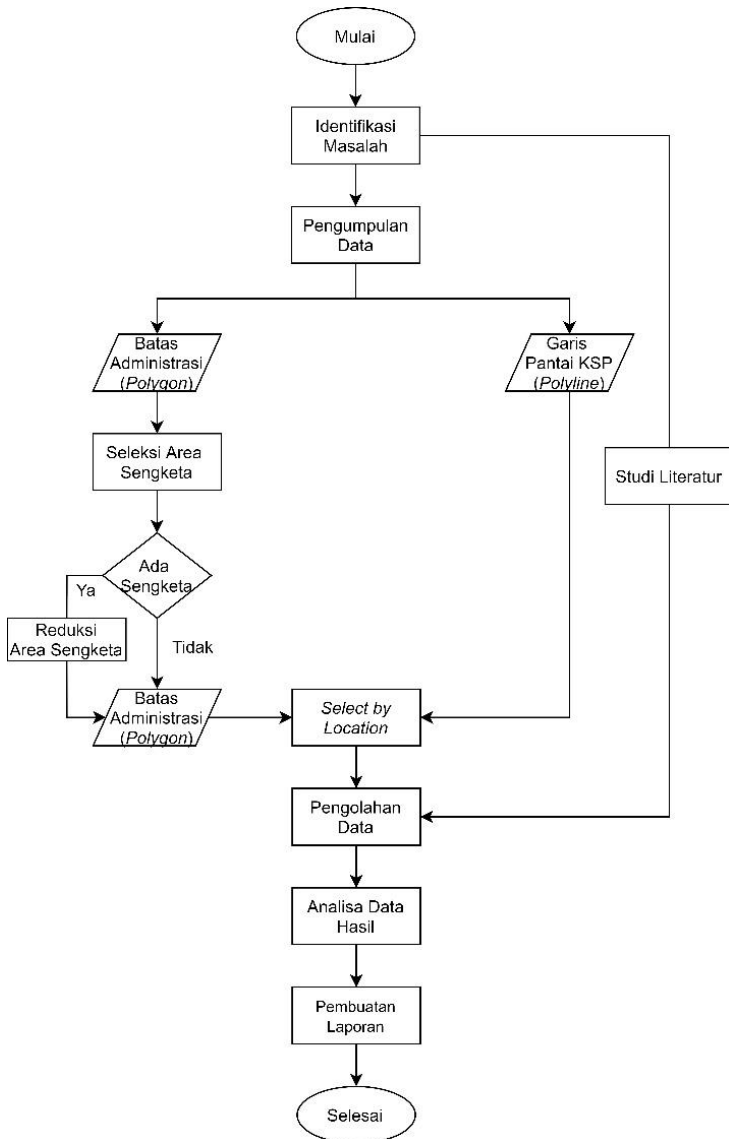 Mulai
Identifikasi
Masalah
Pengumpulan
Data
Batas
Administrasi
(Polygon)
Garis
Pantai KSP
(Polyline)
Seleksi Area
Sengketa
Studi Literatur
Ada
Sengketa
Ya
Reduksi
Area Sengketa
Tidak
Batas
Administrasi
(Polygon)
Select by
Location
Pengolahan
Data
Analisa Data
Hasil
Pembuatan
Laporan
Selesai